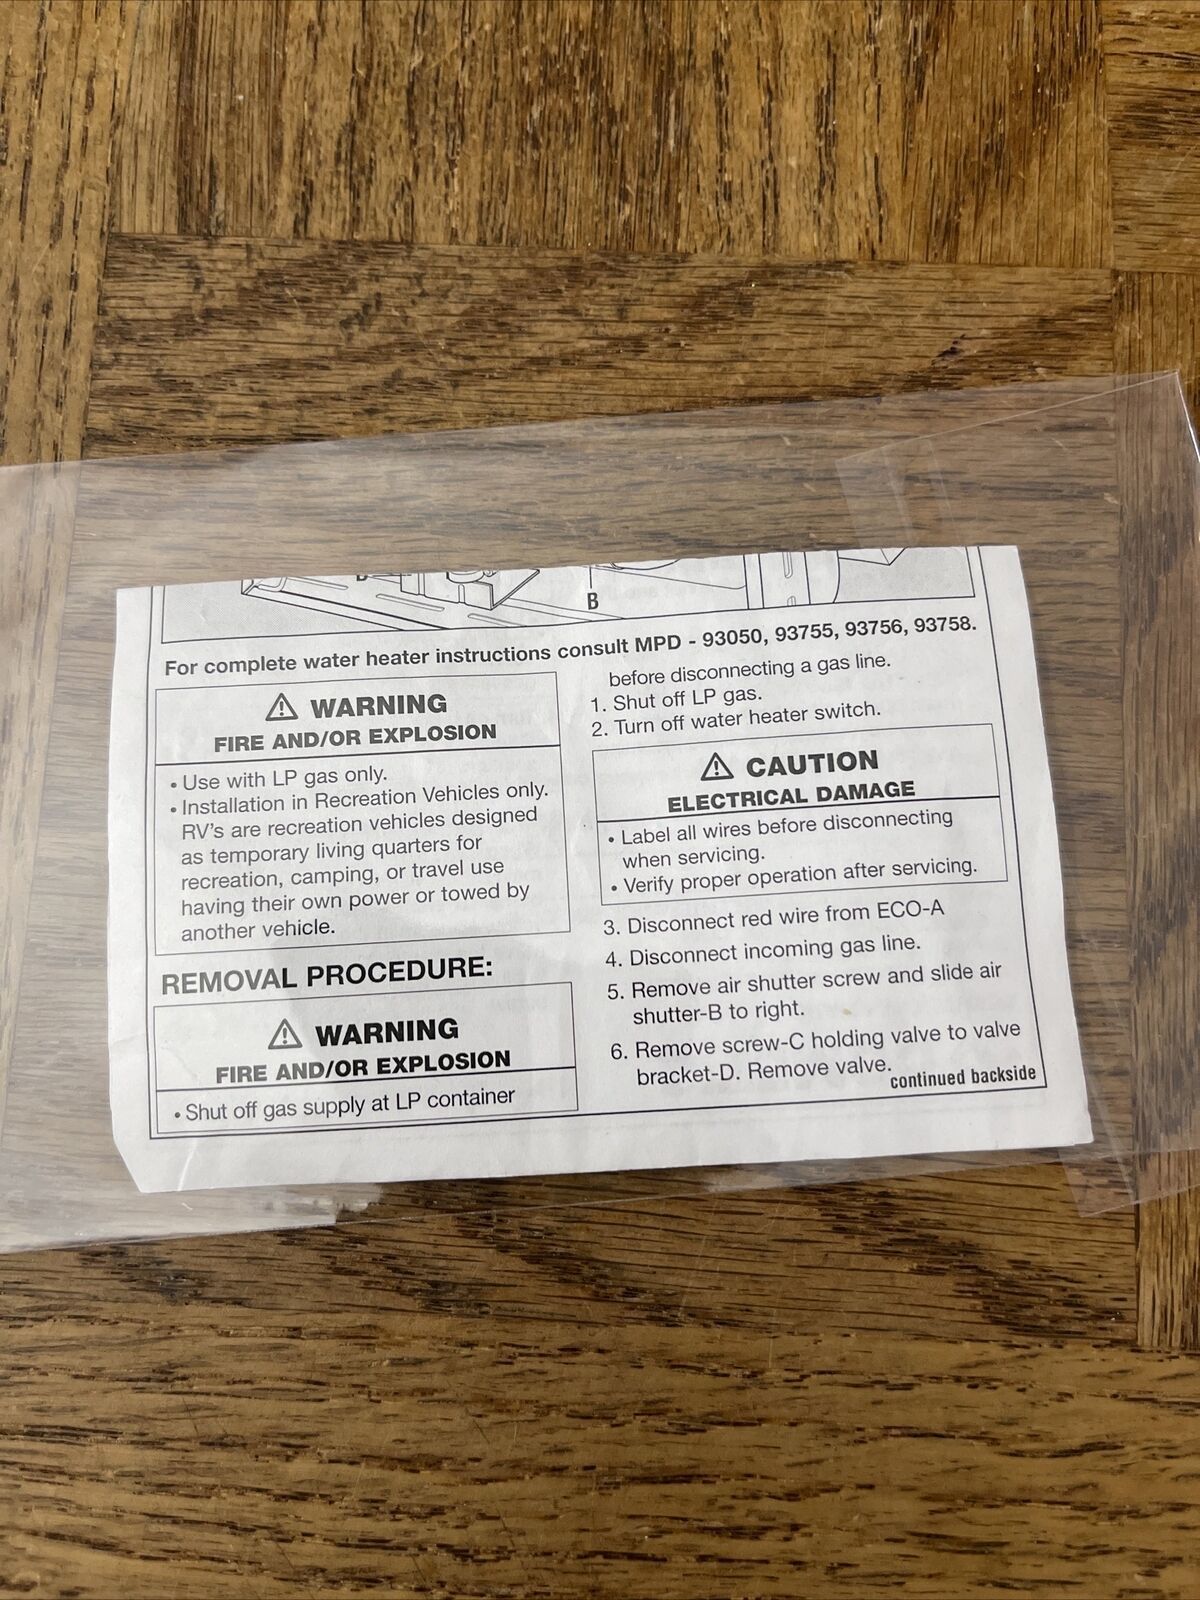 B
For complete water heater instructions consult MPD - 93050, 93755, 93756, 93758.
⚠ WARNING
FIRE AND/OR EXPLOSION
• Use with LP gas only.
• Installation in Recreation Vehicles only.
RV's are recreation vehicles designed
as temporary living quarters for
recreation, camping, or travel use
having their own power or towed by
another vehicle.
REMOVAL PROCEDURE:
⚠ WARNING
FIRE AND/OR EXPLOSION
• Shut off gas supply at LP container
before disconnecting a gas line.
1. Shut off LP gas.
2. Turn off water heater switch.
⚠ CAUTION
ELECTRICAL DAMAGE
• Label all wires before disconnecting
when servicing.
• Verify proper operation after servicing.
3. Disconnect red wire from ECO-A
4. Disconnect incoming gas line.
5. Remove air shutter screw and slide air
shutter-B to right.
6. Remove screw-C holding valve to valve
bracket-D. Remove valve.
continued backside